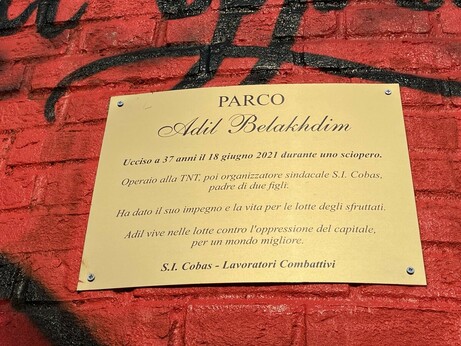 PARCO
Adil Belakhdim
Ucciso a 37 anni il 18 giugno 2021 durante uno sciopero.
Operaio alla TNT, poi organizzatore sindacale S.I. Cobas,
padre di due figli.
Ha dato il suo impegno e la vita per le lotte degli sfruttati.
Adil vive nelle lotte contro l'oppressione del capitale,
per un mondo migliore.
S.I. Cobas - Lavoratori Combattivi